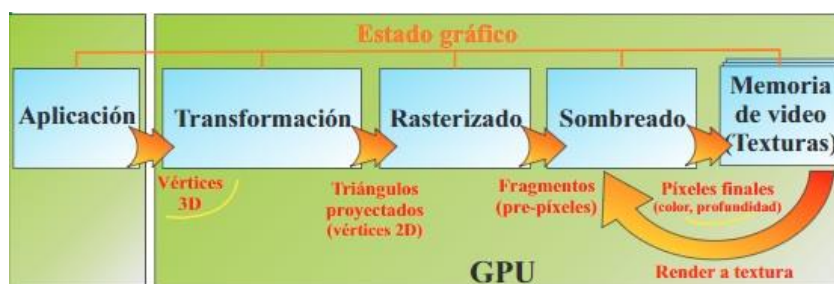 Estado gráfico
Aplicación
Transformación
Rasterizado
Sombreado
Memoria
de video
(Texturas)
Vértices
3D
Triángulos
proyectados
(vértices 2D)
Fragmentos
(pre-píxeles)
Píxeles finales
(color, profundidad)
Render a textura
GPU